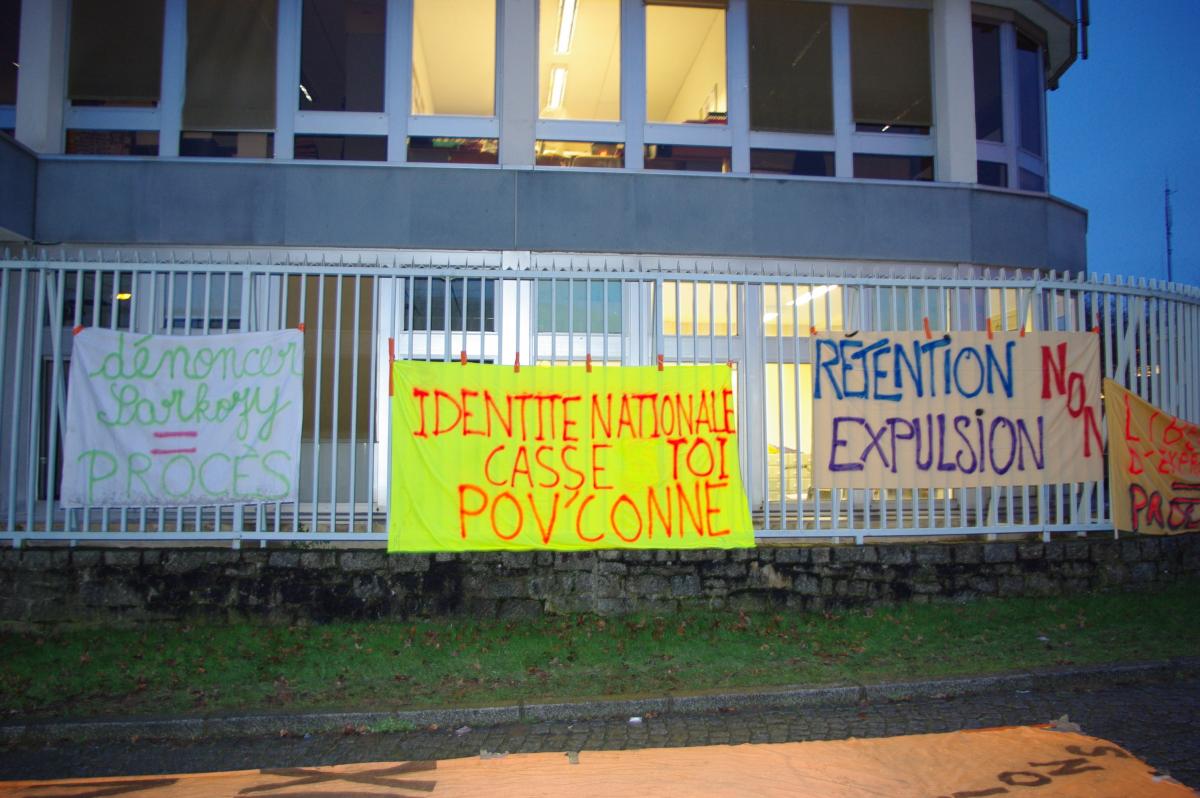 dénoncer
Sarkozy
=
PROCÈS
IDENTITE NATIONALE
CASSE TOI
POV'CONNE
RÉTENTION NON
EXPULSION